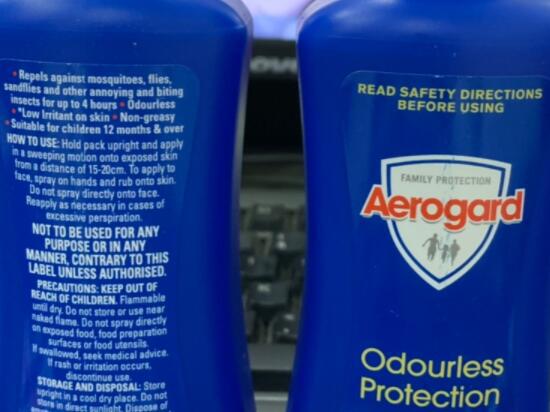 • Repels against mosquitoes, flies,
sandflies and other annoying and biting
insects for up to 4 hours • Odourless
• *Low Irritant on skin • Non-greasy
• Suitable for children 12 months & over
HOW TO USE: Hold pack upright and apply
in a sweeping motion onto exposed skin
from a distance of 15-20cm. To apply to
face, spray on hands and rub onto skin.
Do not spray directly onto face.
Reapply as necessary in cases of
excessive perspiration.
NOT TO BE USED FOR ANY
PURPOSE OR IN ANY
MANNER, CONTRARY TO THIS
LABEL UNLESS AUTHORISED.
PRECAUTIONS: KEEP OUT OF
REACH OF CHILDREN. Flammable
until dry. Do not store or use near
naked flame. Do not spray directly
on exposed food, food preparation
surfaces or food utensils.
If swallowed, seek medical advice.
If rash or irritation occurs,
discontinue use.
STORAGE AND DISPOSAL: Store
upright in a cool dry place. Do not
store in direct sunlight. Dispose of
READ SAFETY DIRECTIONS
BEFORE USING
FAMILY PROTECTION
Aerogard
Odourless
Protection